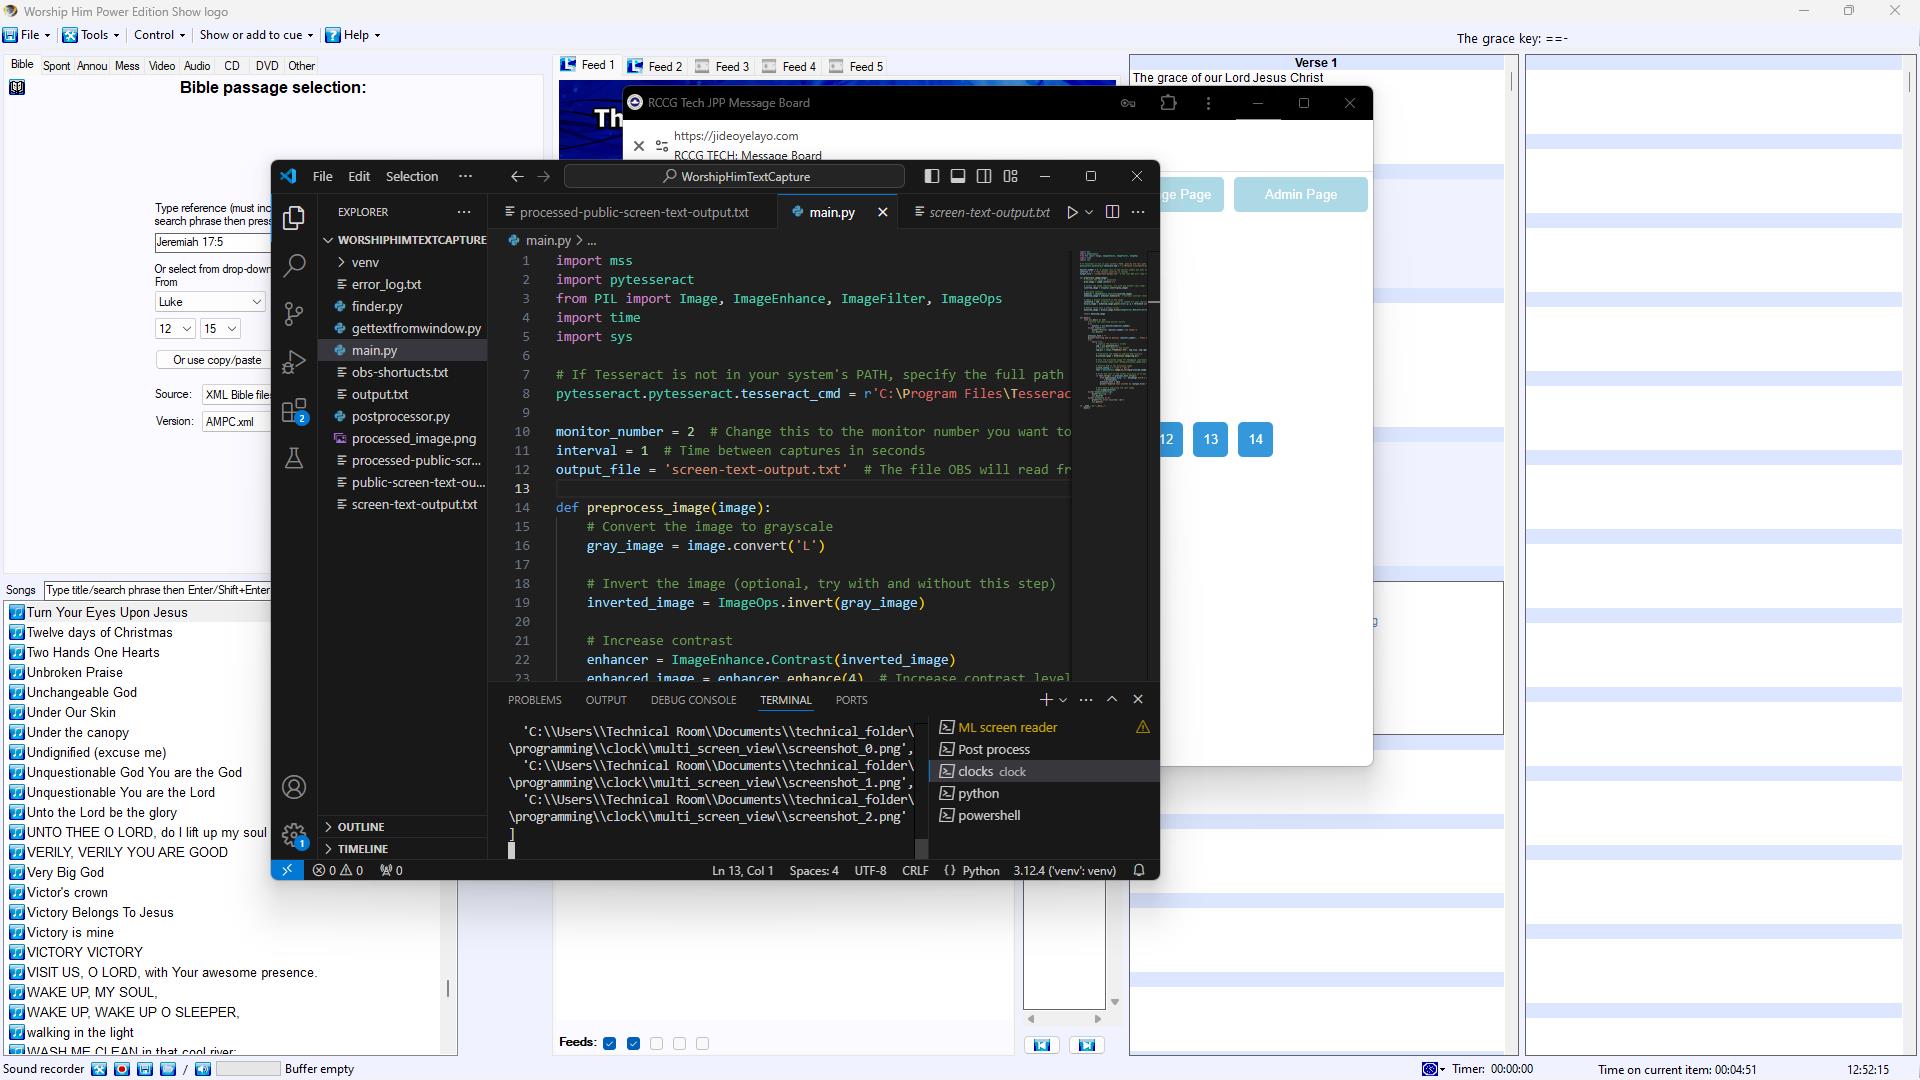 Worship Him Power Edition Show logo
File Tools Control Show or add to cue Help
The grace key: ==-
Bible Spont Annou Mess Video Audio CD DVD Other
Bible passage selection:
Type reference (must inc
search phrase then press
Jeremiah 17:5
Or select from drop-down
From
Luke
12 15
Or use copy/paste
Source: XML Bible files
Version: AMPC.xml
Songs Type title/search phrase then Enter/Shift+Enter
Turn Your Eyes Upon Jesus
Twelve days of Christmas
Two Hands One Hearts
Unbroken Praise
Unchangeable God
Under Our Skin
Under the canopy
Undignified (excuse me)
Unquestionable God You are the God
Unquestionable You are the Lord
Unto the Lord be the glory
UNTO THEE O LORD, do I lift up my soul
VERILY, VERILY YOU ARE GOOD
Very Big God
Victor's crown
Victory Belongs To Jesus
Victory is mine
VICTORY VICTORY
VISIT US, O LORD, with Your awesome presence.
WAKE UP, MY SOUL,
WAKE UP, WAKE UP O SLEEPER,
walking in the light
WASH ME CLEAN in that cool river;
Feed 1 Feed 2 Feed 3 Feed 4 Feed 5
Th
RCCG Tech JPP Message Board
https://jideoyelayo.com
RCCG TECH: Message Board
ge Page Admin Page
12 13 14
Verse 1
The grace of our Lord Jesus Christ
File Edit Selection ···
WorshipHimTextCapture
EXPLORER
WORSHIPHIMTEXTCAPTURE
venv
error_log.txt
finder.py
gettextfromwindow.py
main.py
obs-shortucts.txt
output.txt
postprocessor.py
processed_image.png
processed-public-scr...
public-screen-text-ou...
screen-text-output.txt
OUTLINE
TIMELINE
2
1
processed-public-screen-text-output.txt main.py screen-text-output.txt
main.py > ...
1 import mss
2 import pytesseract
3 from PIL import Image, ImageEnhance, ImageFilter, ImageOps
4 import time
5 import sys
6
7 # If Tesseract is not in your system's PATH, specify the full path
8 pytesseract.pytesseract.tesseract_cmd = r'C:\Program Files\Tesserac
9
10 monitor_number = 2 # Change this to the monitor number you want to
11 interval = 1 # Time between captures in seconds
12 output_file = 'screen-text-output.txt' # The file OBS will read fr
13
14 def preprocess_image(image):
15 # Convert the image to grayscale
16 gray_image = image.convert('L')
17
18 # Invert the image (optional, try with and without this step)
19 inverted_image = ImageOps.invert(gray_image)
20
21 # Increase contrast
22 enhancer = ImageEnhance.Contrast(inverted_image)
23 enhanced_image = enhancer.enhance(4) # Increase contrast level
PROBLEMS OUTPUT DEBUG CONSOLE TERMINAL PORTS
'C:\\Users\\Technical Room\\Documents\\technical_folder\
\programming\\clock\\multi_screen_view\\screenshot_0.png',
'C:\\Users\\Technical Room\\Documents\\technical_folder\
\programming\\clock\\multi_screen_view\\screenshot_1.png',
'C:\\Users\\Technical Room\\Documents\\technical_folder\
\programming\\clock\\multi_screen_view\\screenshot_2.png'
]
ML screen reader
Post process
clocks clock
python
powershell
0 0 0 Ln 13, Col 1 Spaces: 4 UTF-8 CRLF {} Python 3.12.4 ('venv': venv)
g
Feeds:
Sound recorder / Buffer empty
Timer: 00:00:00 Time on current item: 00:04:51 12:52:15